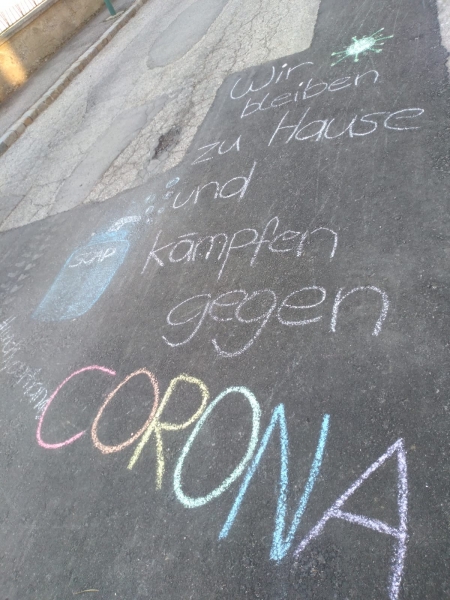 Wir
bleiben
zu Hause
und
kämpfen
gegen
CORONA
Soap